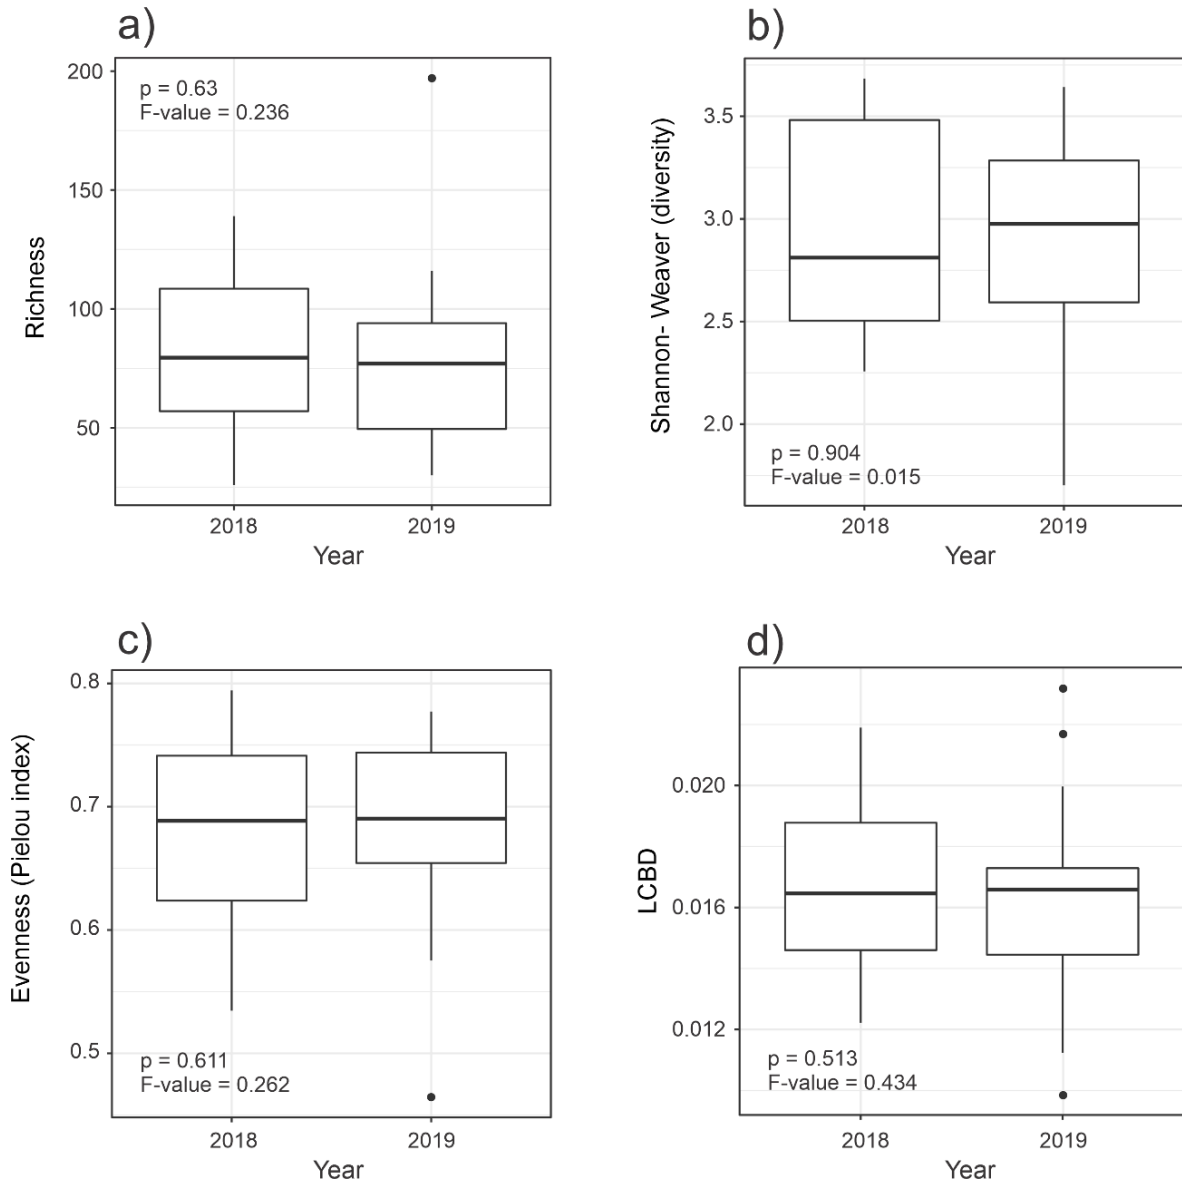 a)
p = 0.63
F-value = 0.236
200
150
100
50
Richness
2018
2019
Year
b)
3.5
3.0
2.5
2.0
Shannon- Weaver (diversity)
p = 0.904
F-value = 0.015
2018
2019
Year
c)
0.8
0.7
0.6
0.5
Evenness (Pielou index)
p = 0.611
F-value = 0.262
2018
2019
Year
d)
0.020
0.016
0.012
LCBD
p = 0.513
F-value = 0.434
2018
2019
Year